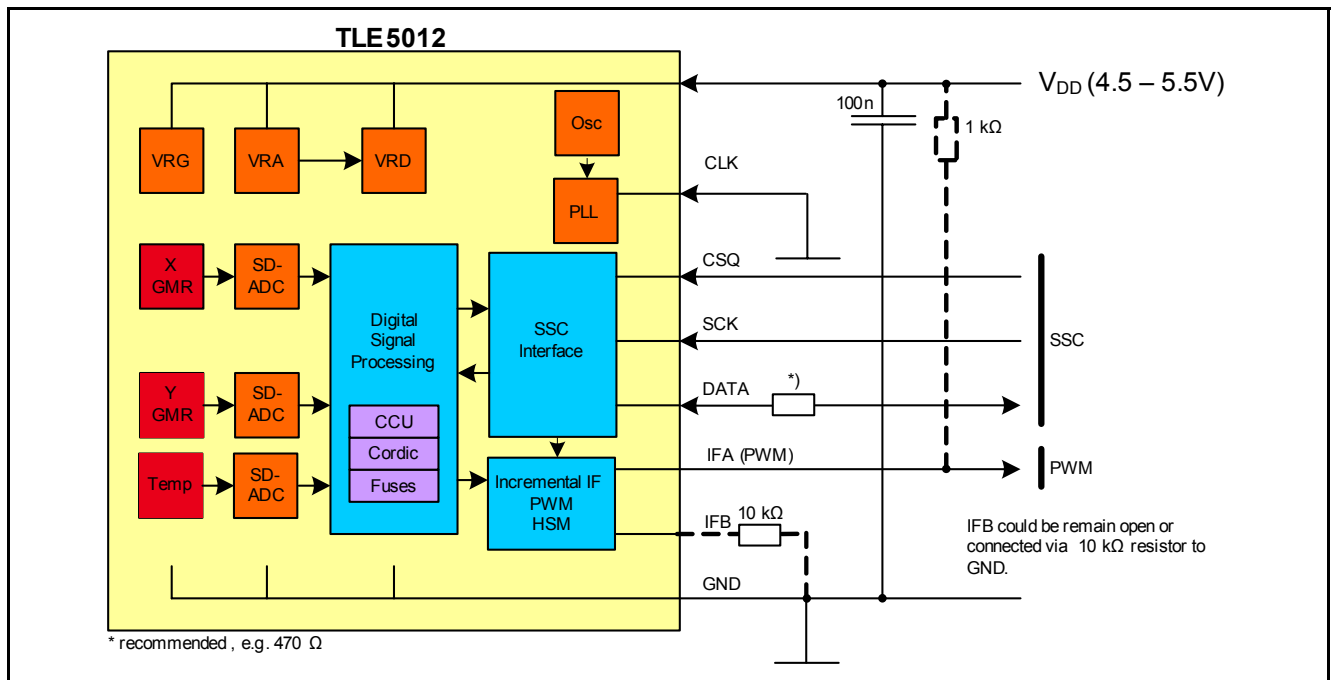 TLE5012
VDD (4.5 – 5.5V)
100n
1 kΩ
Osc
VRG
VRA
VRD
CLK
PLL
X
GMR
SD-
ADC
CSQ
Digital
Signal
Processing
SSC
Interface
SCK
SSC
DATA
*)
Y
GMR
SD-
ADC
CCU
Cordic
Fuses
IFA (PWM)
PWM
Temp
SD-
ADC
Incremental IF
PWM
HSM
IFB
10 kΩ
IFB could be remain open or
connected via 10 kΩ resistor to
GND.
GND
* recommended , e.g. 470 Ω